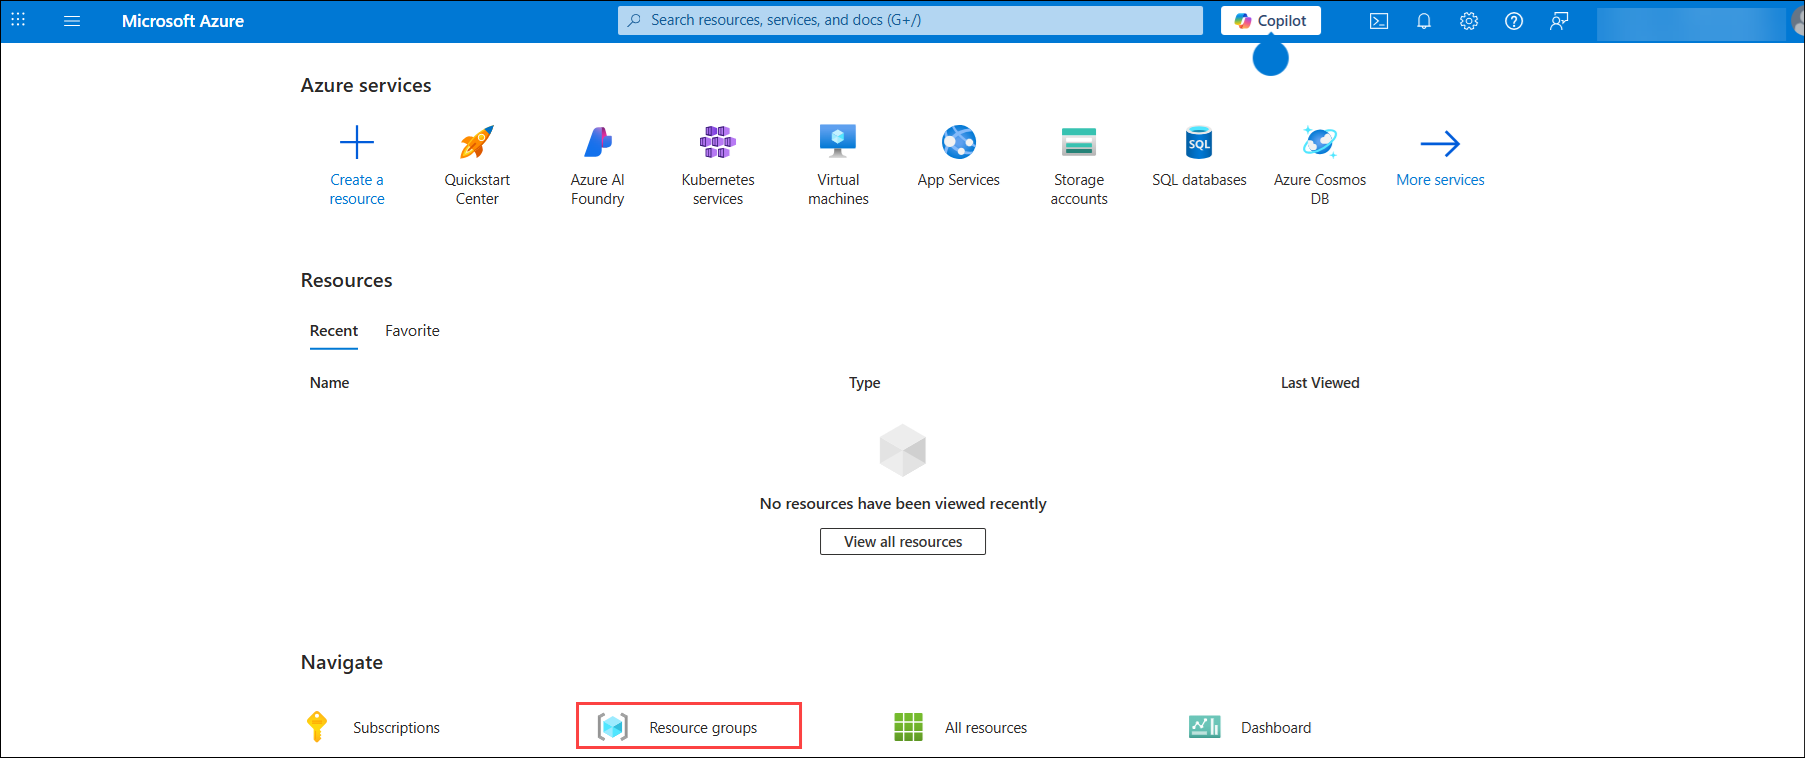 Microsoft Azure
Search resources, services, and docs (G+/)
Copilot
Azure services
Create a
resource
Quickstart
Center
Azure AI
Foundry
Kubernetes
services
Virtual
machines
App Services
Storage
accounts
SQL
SQL databases
Azure Cosmos
DB
More services
Resources
Recent
Favorite
Name
Type
Last Viewed
No resources have been viewed recently
View all resources
Navigate
Subscriptions
Resource groups
All resources
Dashboard